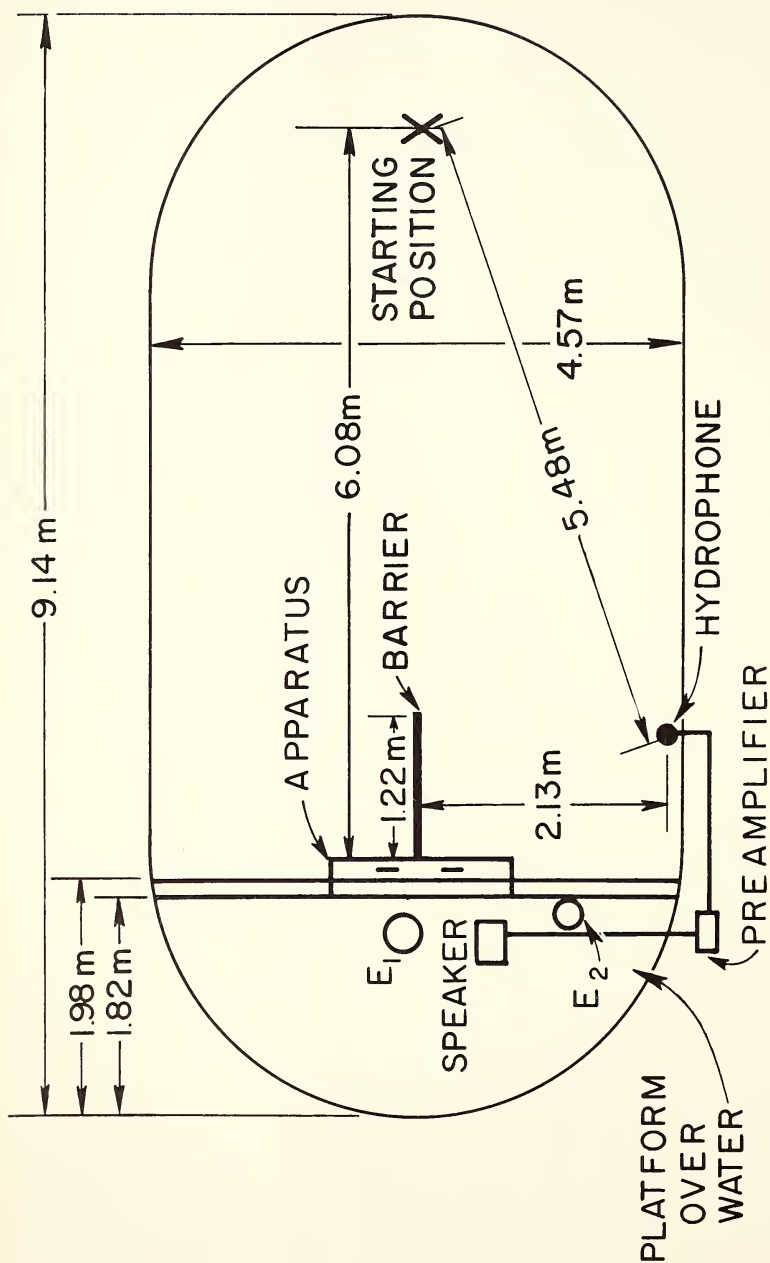 9.14 m
1.98 m
1.82 m
APPARATUS
6.08m
STARTING
POSITION
1.22m
BARRIER
E1
SPEAKER
E2
2.13m
5.48m
4.57m
HYDROPHONE
PREAMPLIFIER
PLATFORM
OVER
WATER